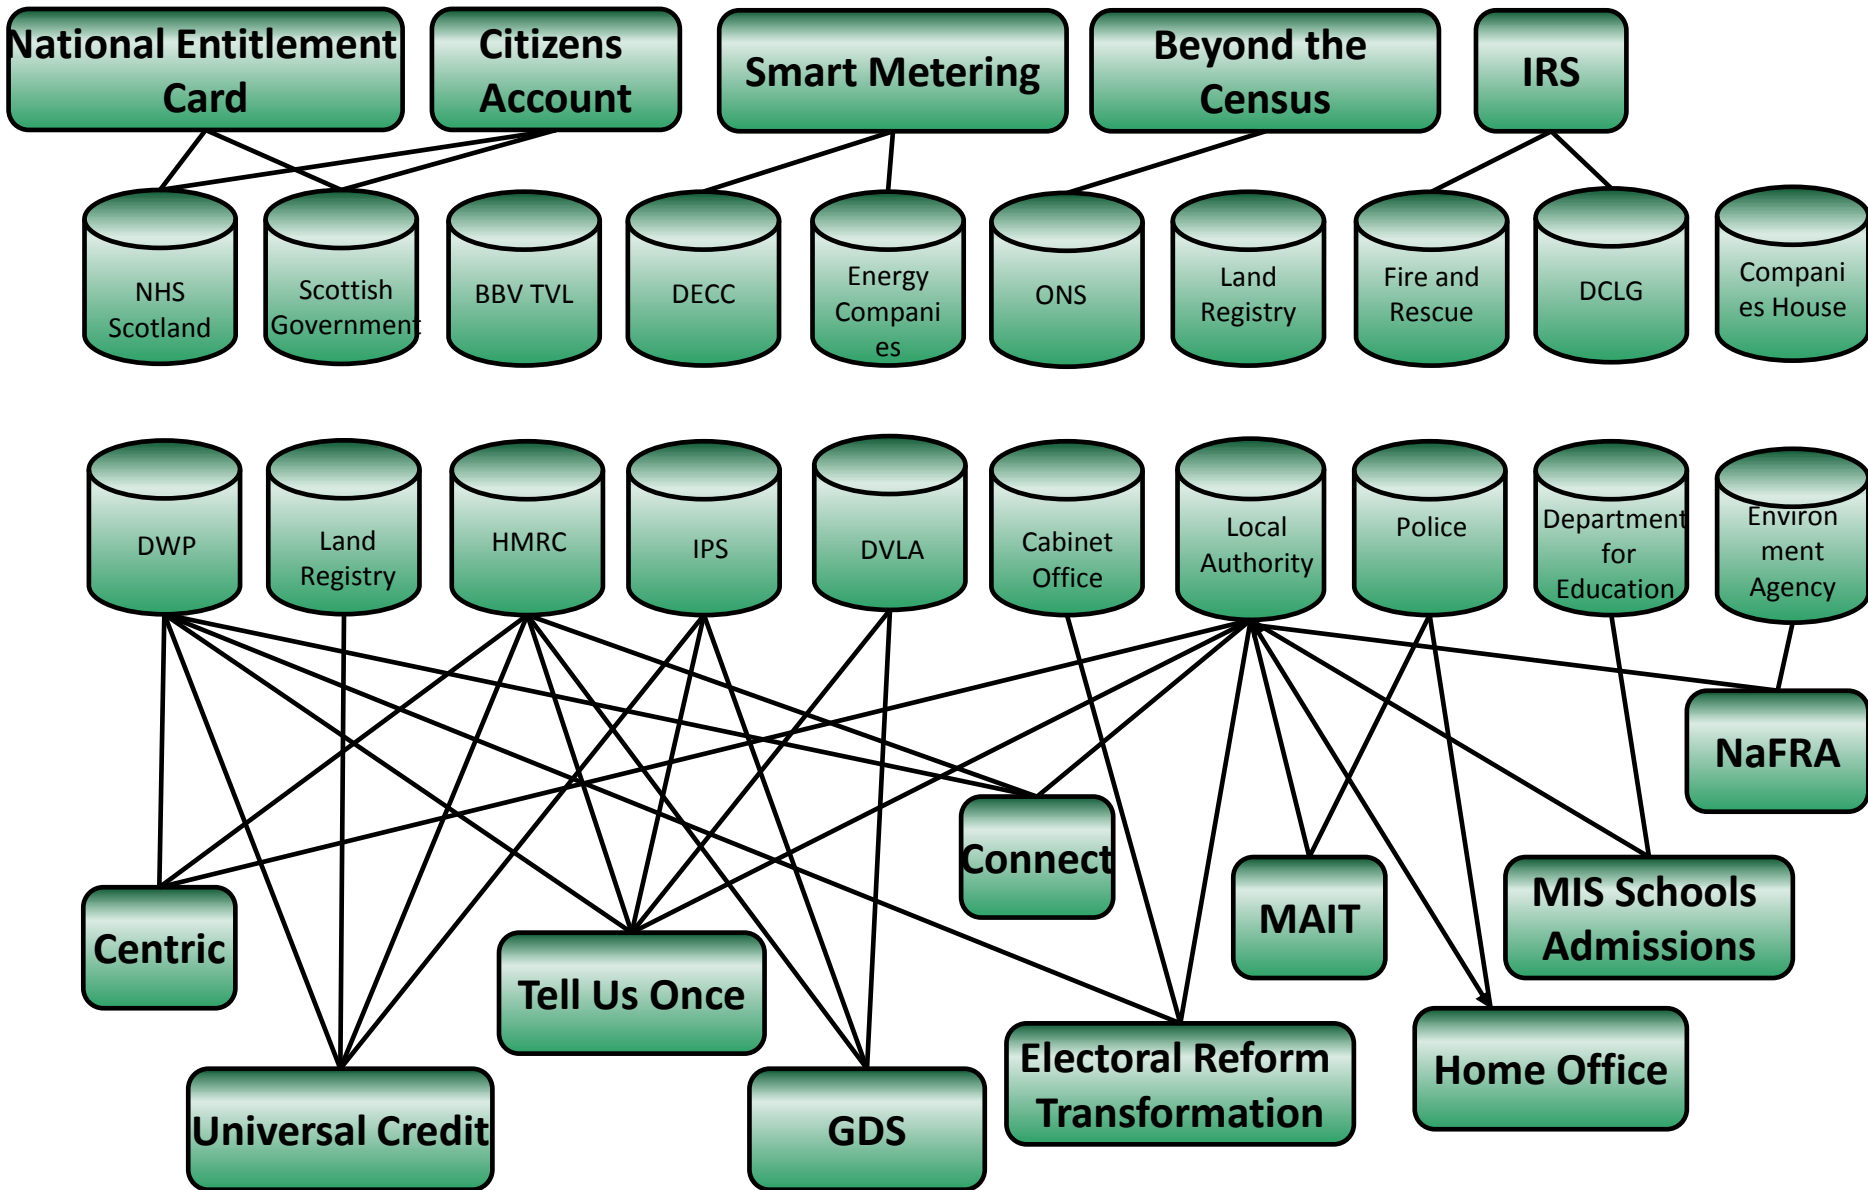 National Entitlement
Card
Citizens
Account
Smart Metering
Beyond the
Census
IRS
NHS
Scotland
Scottish
Government
BBV TVL
DECC
Energy
Compani
es
ONS
Land
Registry
Fire and
Rescue
DCLG
Compani
es House
DWP
Land
Registry
HMRC
IPS
DVLA
Cabinet
Office
Local
Authority
Police
Department
for
Education
Environ
ment
Agency
NaFRA
Connect
Centric
MAIT
MIS Schools
Admissions
Tell Us Once
Electoral Reform
Transformation
Home Office
Universal Credit
GDS